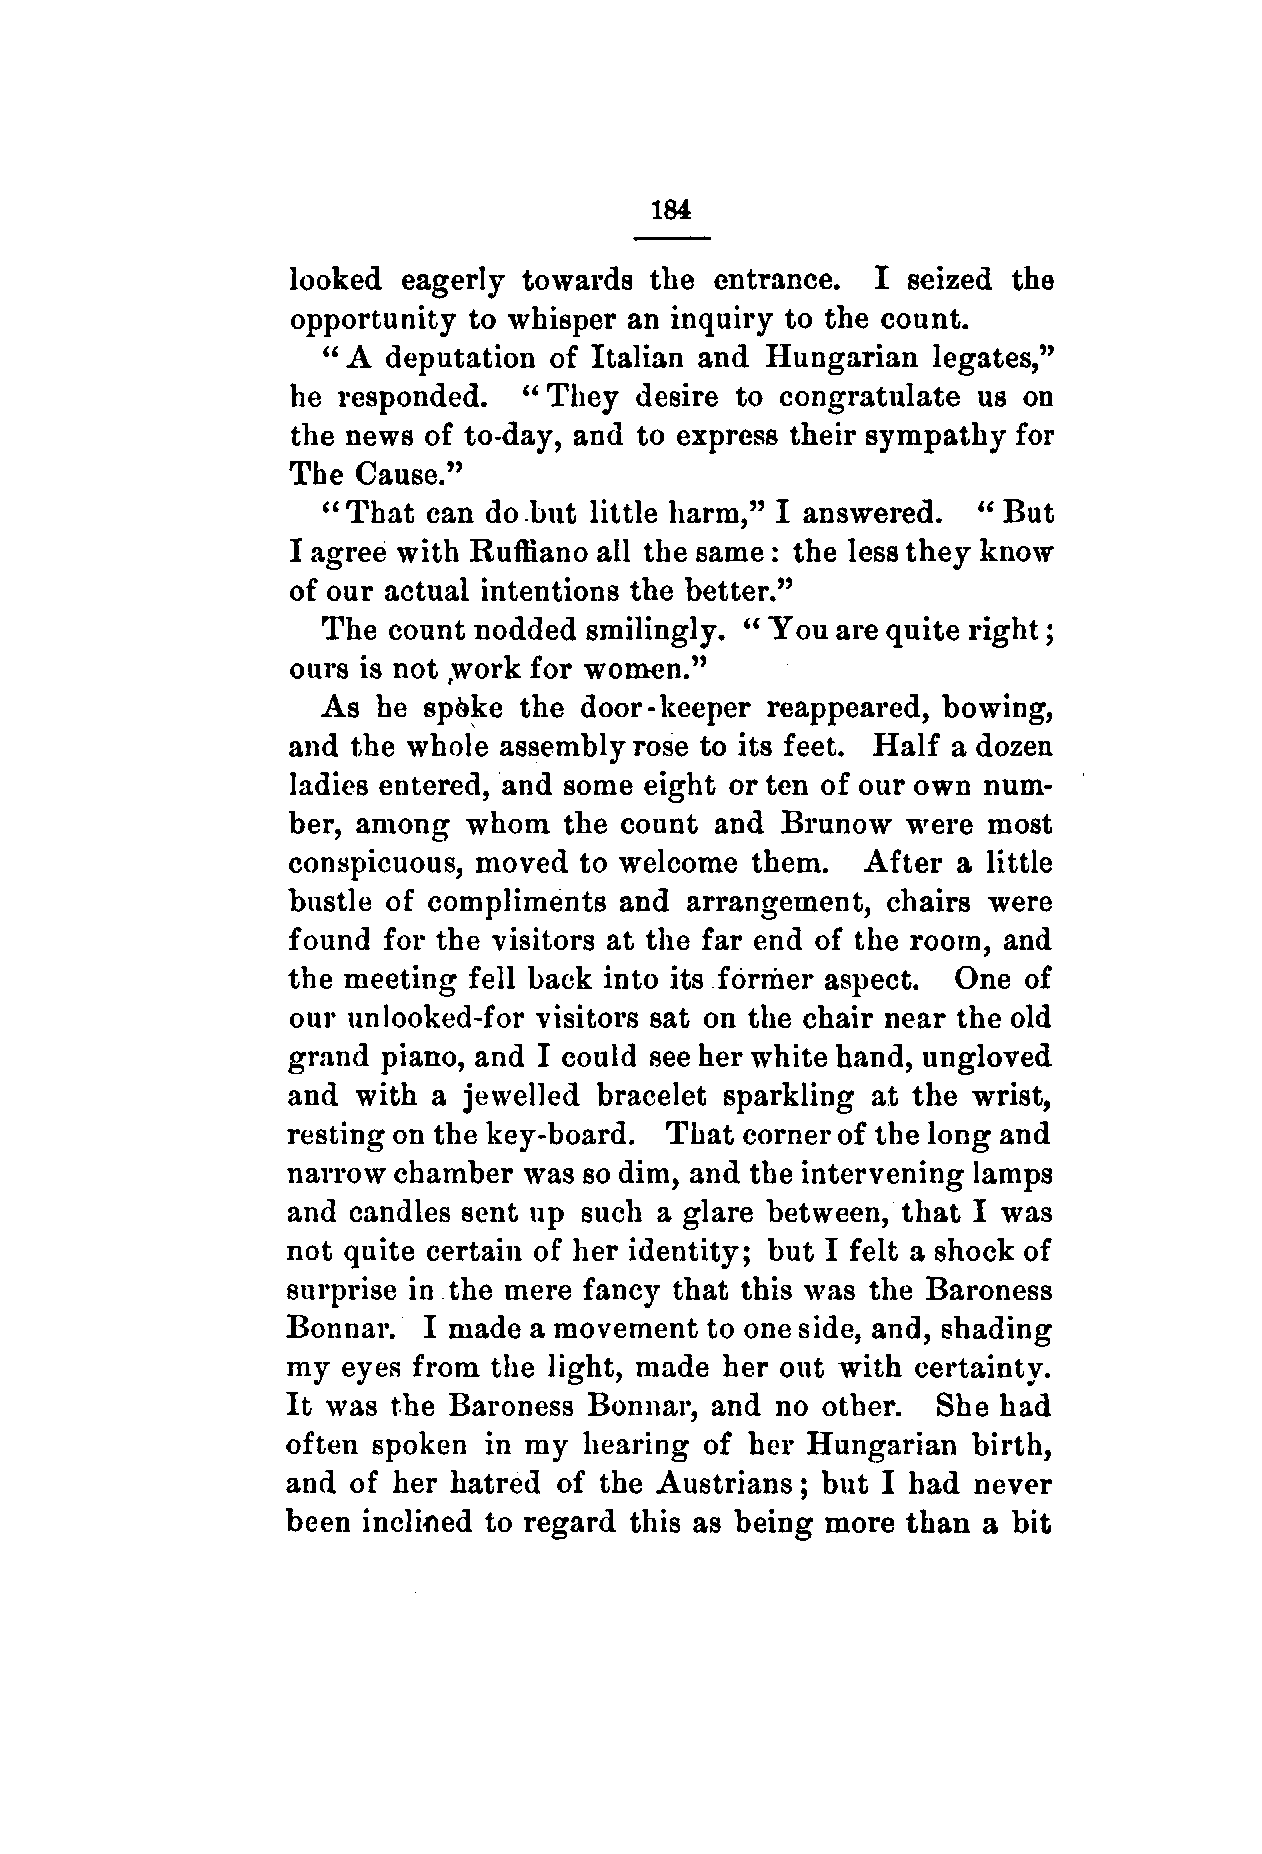 184
looked eagerly towards the entrance. I seized the
opportunity to whisper an inquiry to the count.
“A deputation of Italian and Hungarian legates,”
he responded. “They desire to congratulate us on
the news of to-day, and to express their sympathy for
The Cause.”
“That can do but little harm,” I answered. “But
I agree with Ruffiano all the same: the less they know
of our actual intentions the better.”
The count nodded smilingly. “You are quite right;
ours is not work for women.”
As he spoke the door-keeper reappeared, bowing,
and the whole assembly rose to its feet. Half a dozen
ladies entered, and some eight or ten of our own num-
ber, among whom the count and Brunow were most
conspicuous, moved to welcome them. After a little
bustle of compliments and arrangement, chairs were
found for the visitors at the far end of the room, and
the meeting fell back into its former aspect. One of
our unlooked-for visitors sat on the chair near the old
grand piano, and I could see her white hand, ungloved
and with a jewelled bracelet sparkling at the wrist,
resting on the key-board. That corner of the long and
narrow chamber was so dim, and the intervening lamps
and candles sent up such a glare between, that I was
not quite certain of her identity; but I felt a shock of
surprise in the mere fancy that this was the Baroness
Bonnar. I made a movement to one side, and, shading
my eyes from the light, made her out with certainty.
It was the Baroness Bonnar, and no other. She had
often spoken in my hearing of her Hungarian birth,
and of her hatred of the Austrians; but I had never
been inclined to regard this as being more than a bit